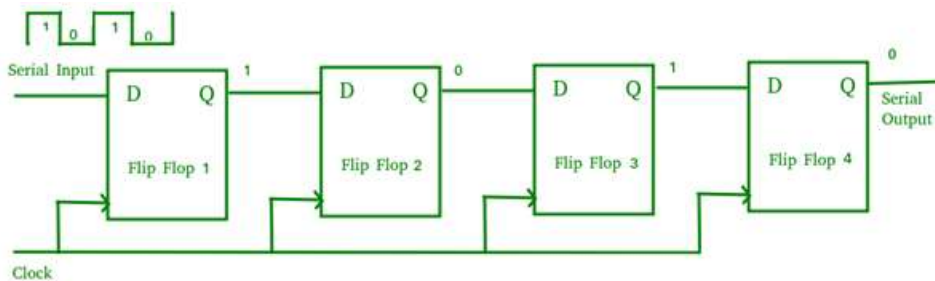 1 0 1 0
Serial Input
1
0
1
0
D Q
D Q
D Q
D Q
Serial
Output
Flip Flop 1
Flip Flop 2
Flip Flop 3
Flip Flop 4
Clock